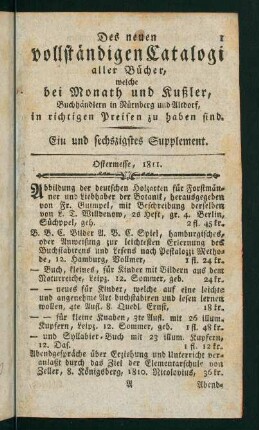 1
Des neuen
vollständigen Catalogi
aller Bücher,
welche
bei Monath und Kußler,
Buchhändlern in Nürnberg und Altdorf,
in richtigen Preisen zu haben sind.
Ein und sechszigstes Supplement.
Ostermesse, 1811.
Abbildung der deutschen Holzarten für Forstmän-
ner und Liebhaber der Botanik, herausgegeben
von Fr. Guimpel, mit Beschreibung derselben
von L. T. Willdenow, 26 Heft, gr. 4. Berlin,
Schüppel, geh. 2 fl. 45 kr.
A. B. C. Bilder A. B. C. Spiel, hamburgisches,
oder Anweisung zur leichtesten Erlernung des
Buchstabirens und Lesens nach Pestalozzi Metho-
de, 12. Hamburg, Vollmer, 1 fl. 24 kr.
— Buch, kleines, für Kinder mit Bildern aus dem
Naturreiche, Leipz. 12. Sommer, geb. 24 kr.
— neues für Kinder, welche auf eine leichte
und angenehme Art buchstabiren und lesen lernen
wollen, 4te Aufl. 8. Quedl. Ernst, 18 kr.
— — für kleine Knaben, 3te Aufl. mit 26 illum.
Kupfern, Leipz. 12. Sommer, geb. 1 fl. 48 kr.
— und Syllabier-Buch mit 23 illum. Kupfern,
12. Das. 1 fl. 12 kr.
Abendgespräche über Erziehung und Unterricht ver-
anlaßt durch das Ziel der Elementarschule von
Zeller, 8. Königsberg, 1810. Nicolovius, 36 kr.
A Abend-